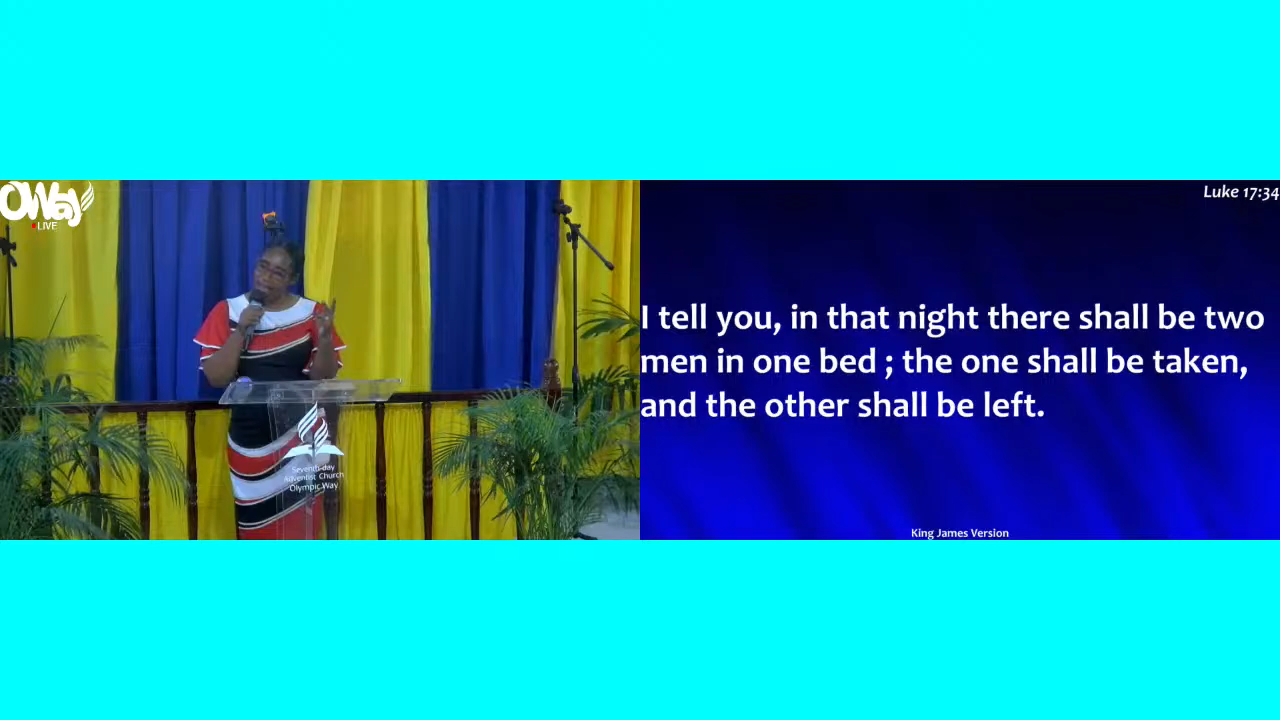 OWay
LIVE
Seventh-day
Adventist Church
Olympic Way
Luke 17:34
I tell you, in that night there shall be two
men in one bed ; the one shall be taken,
and the other shall be left.
King James Version